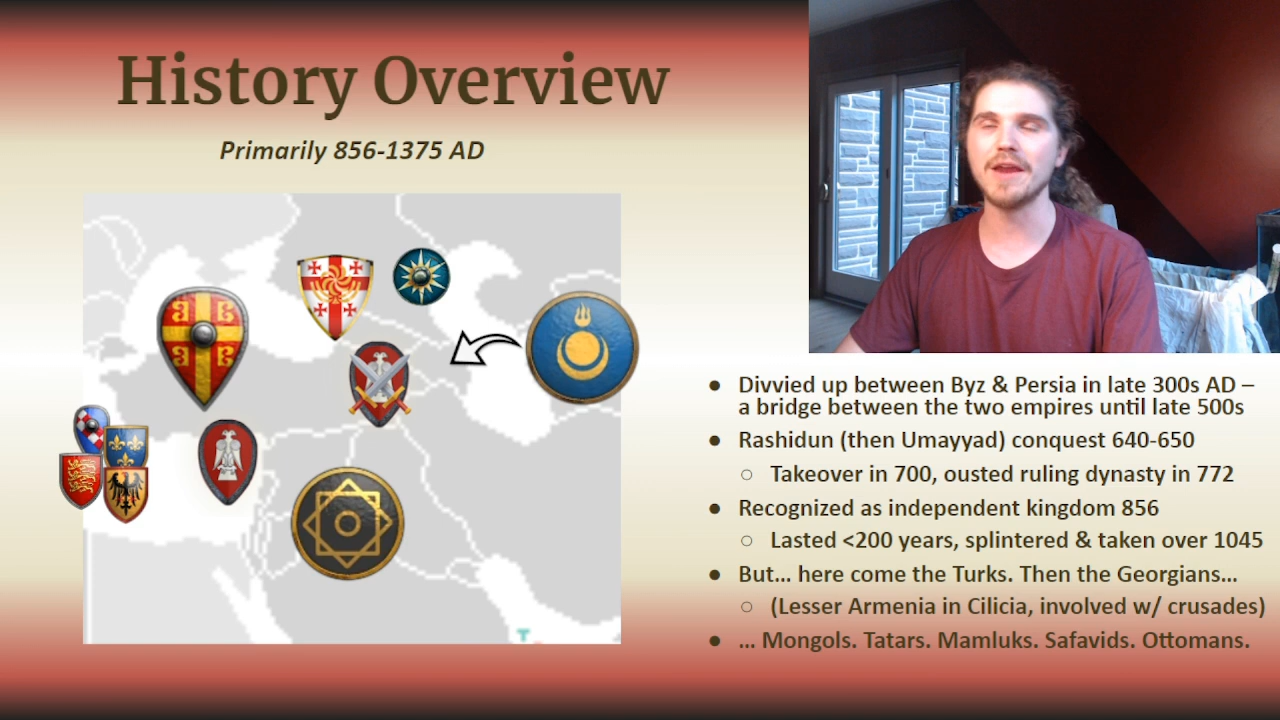 History Overview
Primarily 856-1375 AD
● Divvied up between Byz & Persia in late 300s AD –
a bridge between the two empires until late 500s
● Rashidun (then Umayyad) conquest 640-650
○ Takeover in 700, ousted ruling dynasty in 772
● Recognized as independent kingdom 856
○ Lasted <200 years, splintered & taken over 1045
● But... here come the Turks. Then the Georgians...
○ (Lesser Armenia in Cilicia, involved w/ crusades)
● ... Mongols. Tatars. Mamluks. Safavids. Ottomans.